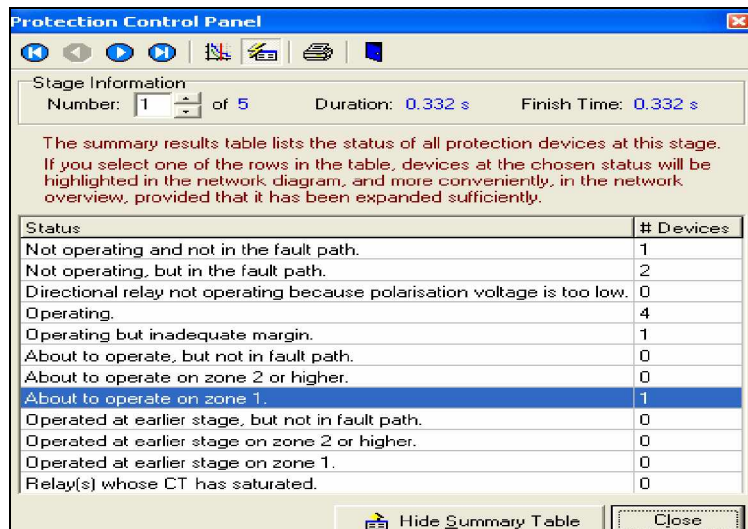 Protection Control Panel
Stage Information
Number: 1 of 5 Duration: 0.332 s Finish Time: 0.332 s
The summary results table lists the status of all protection devices at this stage.
If you select one of the rows in the table, devices at the chosen status will be
highlighted in the network diagram, and more conveniently, in the network
overview, provided that it has been expanded sufficiently.
Status # Devices
Not operating and not in the fault path. 1
Not operating, but in the fault path. 2
Directional relay not operating because polarisation voltage is too low. 0
Operating. 4
Operating but inadequate margin. 1
About to operate, but not in fault path. 0
About to operate on zone 2 or higher. 0
About to operate on zone 1. 1
Operated at earlier stage, but not in fault path. 0
Operated at earlier stage on zone 2 or higher. 0
Operated at earlier stage on zone 1. 0
Relay(s) whose CT has saturated. 0
Hide Summary Table Close